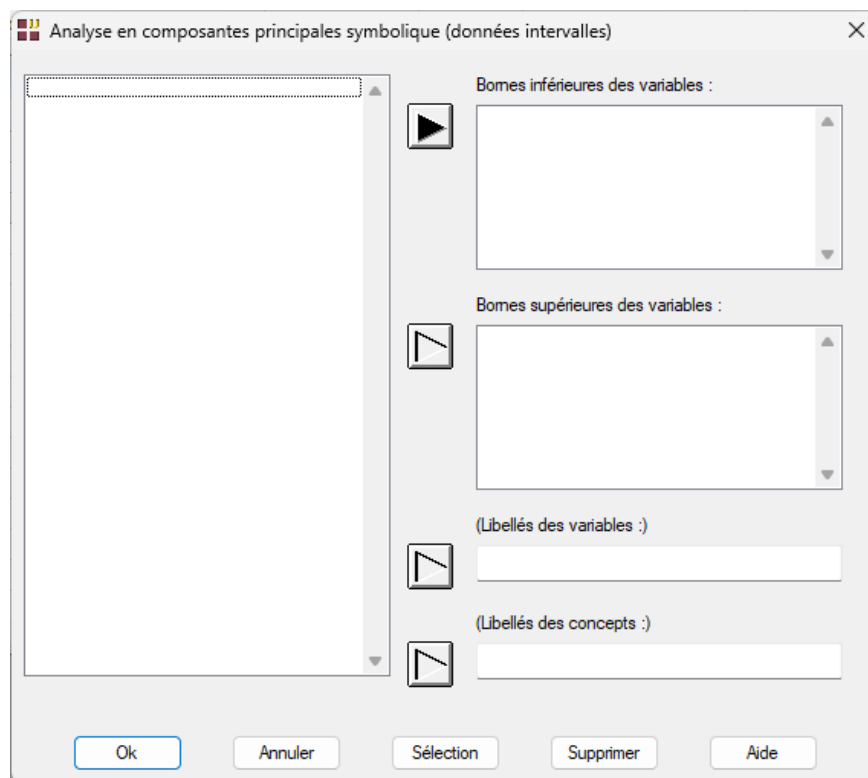 Analyse en composantes principales symbolique (données intervalles)
Bornes inférieures des variables :
Bornes supérieures des variables :
(Libellés des variables :)
(Libellés des concepts :)
Ok Annuler Sélection Supprimer Aide